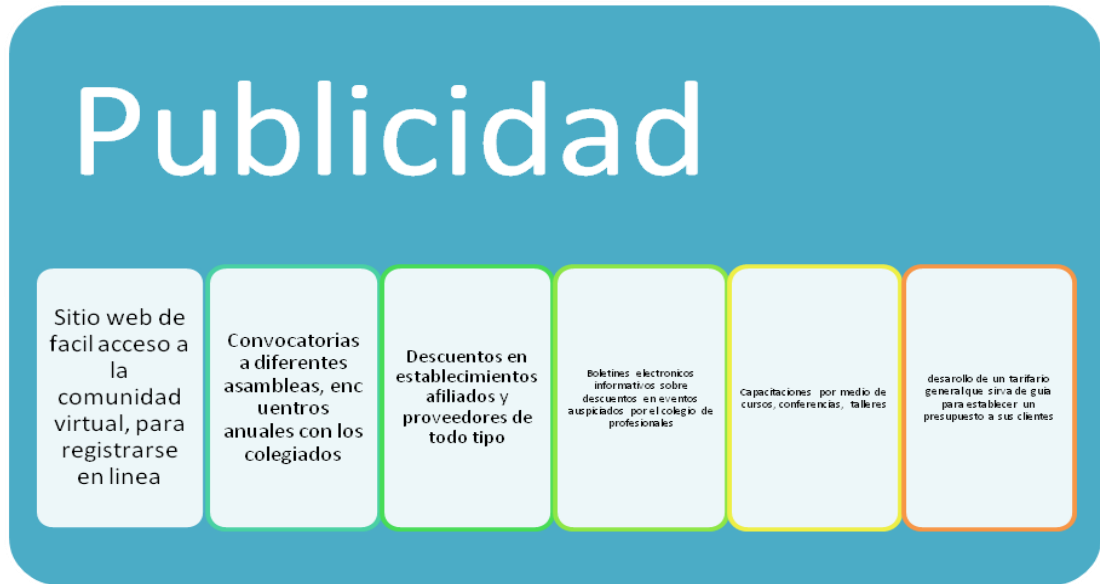 Publicidad
Sitio web de
facil acceso a
la
comunidad
virtual, para
registrarse
en linea
Convocatorias
a diferentes
asambleas, enc
uentros
anuales con los
colegiados
Descuentos en
establecimientos
afiliados y
proveedores de
todo tipo
Boletines electronicos
informativos sobre
descuentos en eventos
auspiciados por el colegio de
profesionales
Capacitaciones por medio de
cursos, conferencias, talleres
desarollo de un tarifario
general que sirva de guía
para establecer un
presupuesto a sus clientes